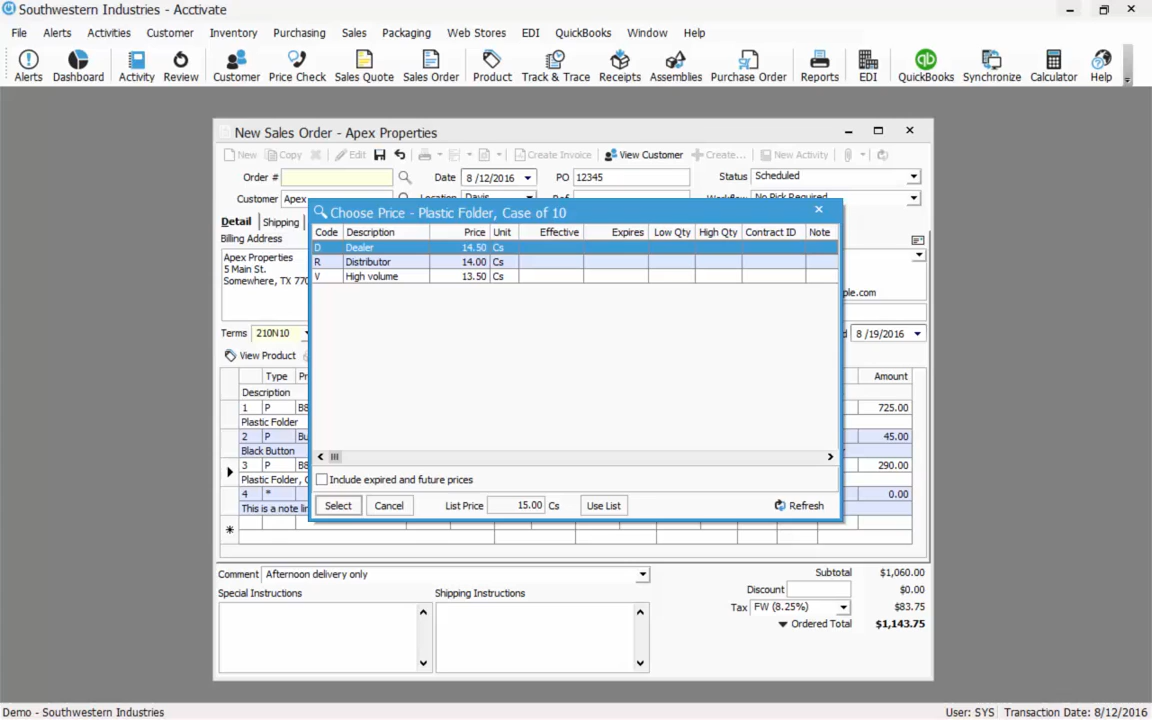 Southwestern Industries - Acctivate
File Alerts Activities Customer Inventory Purchasing Sales Packaging Web Stores EDI QuickBooks Window Help
Alerts Dashboard Activity Review Customer Price Check Sales Quote Sales Order Product Track & Trace Receipts Assemblies Purchase Order Reports EDI QuickBooks Synchronize Calculator Help
New Sales Order - Apex Properties
New Copy Edit Create Invoice View Customer Create... New Activity
Order # Date 8 /12/2016 PO 12345 Status Scheduled
Customer Apex Location Davis Ref Workflow No Pick Required
Detail Shipping
Choose Price - Plastic Folder, Case of 10
Code Description Price Unit Effective Expires Low Qty High Qty Contract ID Note
D Dealer 14.50 Cs
R Distributor 14.00 Cs
V High volume 13.50 Cs
Include expired and future prices
Select Cancel List Price 15.00 Cs Use List Refresh
Billing Address
Apex Properties
5 Main St.
Somewhere, TX 770
ple.com
Terms 210N10 d 8 /19/2016
View Product
Type Pr Amount
Description
1 P B8 725.00
Plastic Folder
2 P Bu 45.00
Black Button
3 P B8 290.00
Plastic Folder, C
4 * 0.00
This is a note lin
Comment Afternoon delivery only
Special Instructions Shipping Instructions
Subtotal $1,060.00
Discount $0.00
Tax FW (8.25%) $83.75
Ordered Total $1,143.75
Demo - Southwestern Industries User: SYS Transaction Date: 8/12/2016